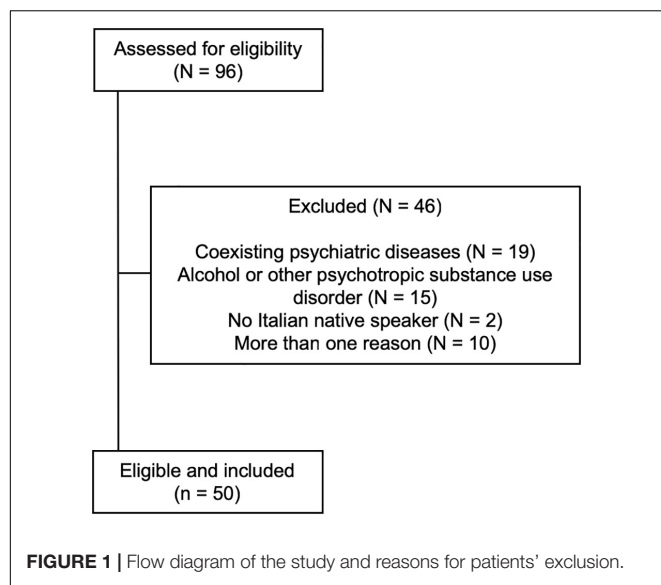 Assessed for eligibility
(N = 96)
Excluded (N = 46)
Coexisting psychiatric diseases (N = 19)
Alcohol or other psychotropic substance use
disorder (N = 15)
No Italian native speaker (N = 2)
More than one reason (N = 10)
Eligible and included
(n = 50)
FIGURE 1 | Flow diagram of the study and reasons for patients’ exclusion.